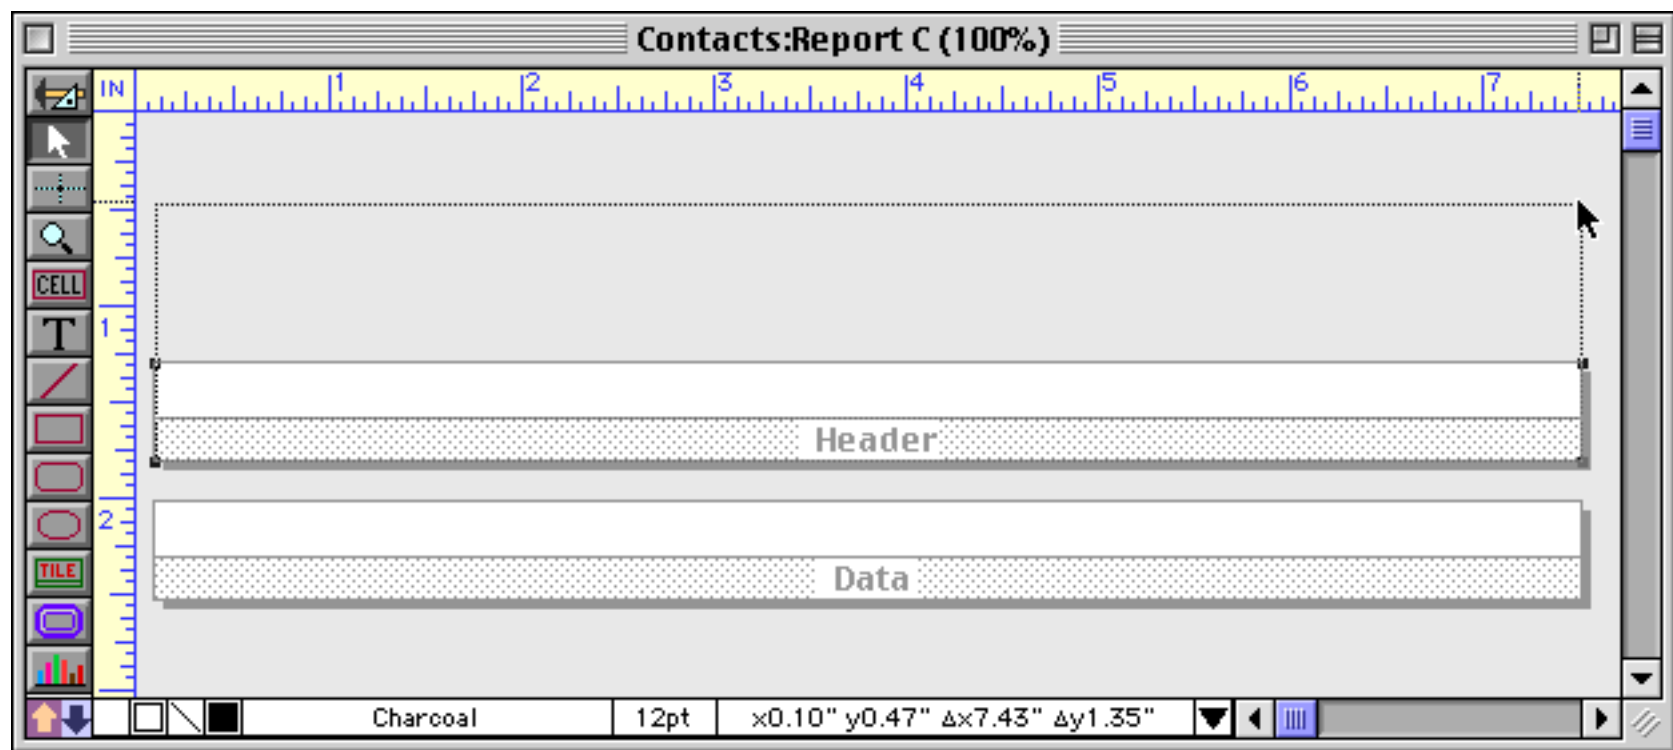 Contacts:Report C (100%)
IN 1 2 3 4 5 6 7
CELL
T
1
Header
2
TILE
Data
Charcoal 12pt x0.10" y0.47" Δx7.43" Δy1.35"